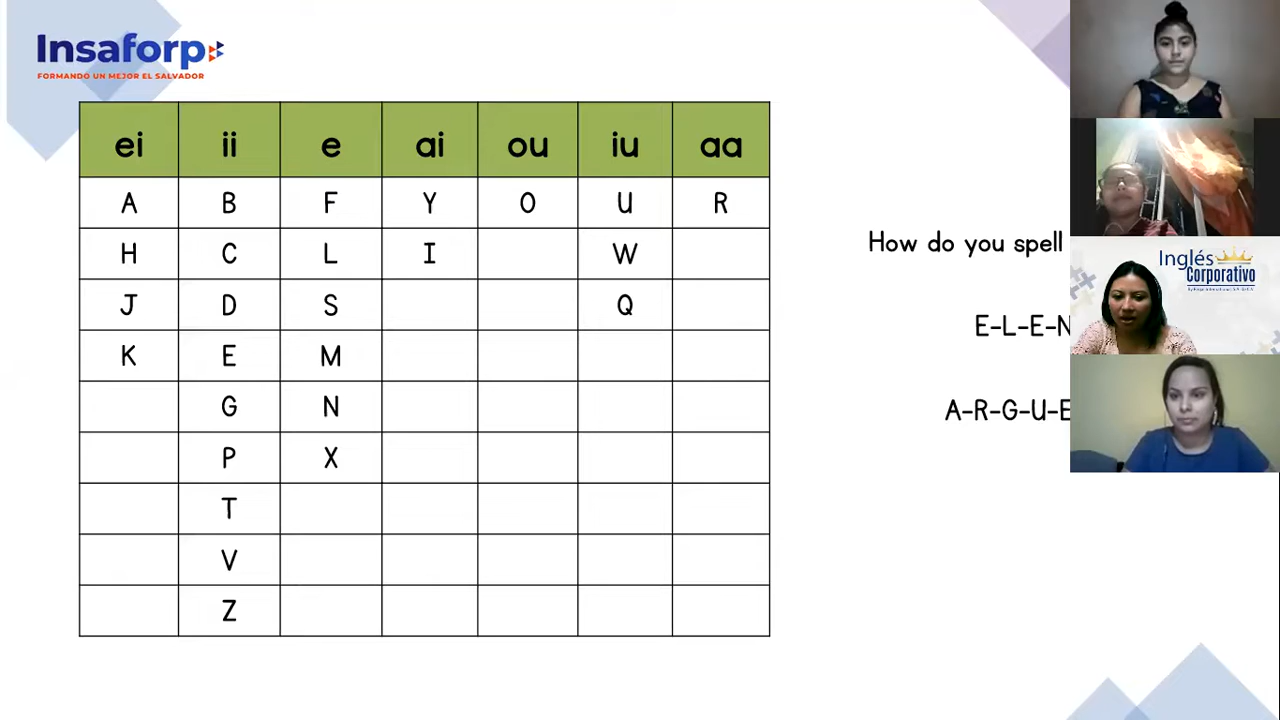 Insaforp
FORMANDO UN MEJOR EL SALVADOR
ei ii e ai ou iu aa
A B F Y O U R
H C L I W
J D S Q
K E M
G N
P X
T
V
Z
How do you spell
E-L-E-N
A-R-G-U-E
Inglés
Corporativo